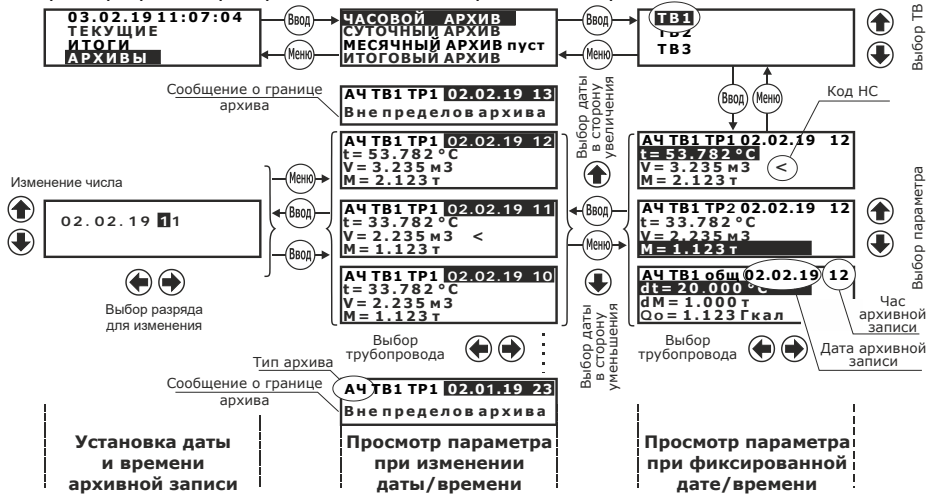 03.02.19 11:07:04
ТЕКУЩИЕ
ИТОГИ
АРХИВЫ
Ввод
Меню
ЧАСОВОЙ АРХИВ
СУТОЧНЫЙ АРХИВ
МЕСЯЧНЫЙ АРХИВ пуст
ИТОГОВЫЙ АРХИВ
Ввод
Меню
ТВ1
ТВ2
ТВ3
Выбор ТВ
Ввод
Меню
Код НС
Сообщение о границе
архива
АЧ ТВ1 ТР1 02.02.19 13
Вне пределов архива
Выбор даты
в сторону
увеличения
АЧ ТВ1 ТР1 02.02.19 12
t= 53.782 °С
V= 3.235 м3
М= 2.123 т
АЧ ТВ1 ТР1 02.02.19 12
t= 53.782 °С
V= 3.235 м3 <
М= 2.123 т
Изменение числа
02.02.19 11
Меню
Ввод
Ввод
АЧ ТВ1 ТР1 02.02.19 11
t= 33.782 °С
V= 2.235 м3 <
М= 1.123 т
Ввод
Меню
АЧ ТВ1 ТР2 02.02.19 12
t= 33.782 °С
V= 2.235 м3
М= 1.123 т
Выбор параметра
АЧ ТВ1 ТР1 02.02.19 10
t= 33.782 °С
V= 2.235 м3
М= 1.123 т
АЧ ТВ1 общ 02.02.19 12
dt= 20.000 °С
dM= 1.000 т
Qо= 1.123 Гкал
Выбор разряда
для изменения
Выбор
трубопровода
Выбор даты
в сторону
уменьшения
Выбор
трубопровода
Час
архивной
записи
Дата архивной
записи
Тип архива
Сообщение о границе
архива
АЧ ТВ1 ТР1 02.01.19 23
Вне пределов архива
Установка даты
и времени
архивной записи
Просмотр параметра
при изменении
даты/времени
Просмотр параметра
при фиксированной
дате/времени